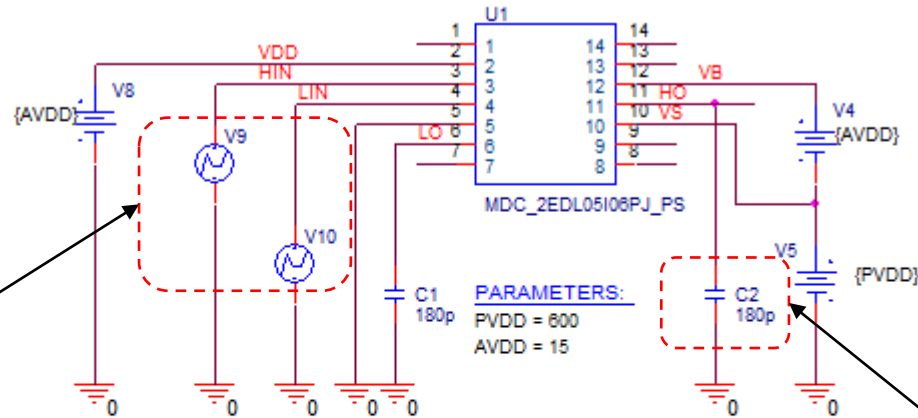 U1
1 1 14 14
2 2 13 13
VDD
3 3 12 12 VB
HIN
4 4 11 11 HO
LIN
5 5 10 10 VS
LO 6 6 9 9
7 7 8 8
V8
{AVDD}
V9
V4
{AVDD}
MDC_2EDL05I06PJ_PS
V10
V5
{PVDD}
C1
180p
PARAMETERS:
PVDD = 600
AVDD = 15
C2
180p
0 0 0 0 0 0 0